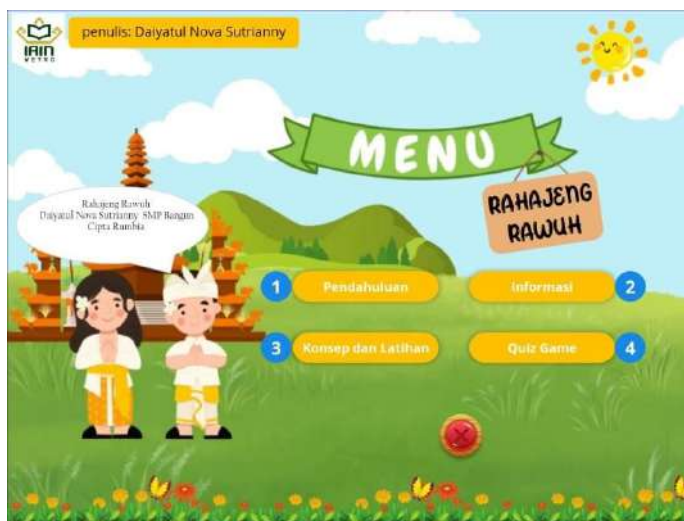 IAIN
METRO
penulis: Daiyatul Nova Sutrianny
MENU
RAHAJENG
RAWUH
Rahajeng Rawuh
Daiyatul Nova Sutrianny SMP Bangun
Cipta Rumbia
1 Pendahuluan
Informasi 2
3 Konsep dan Latihan
Quiz Game 4